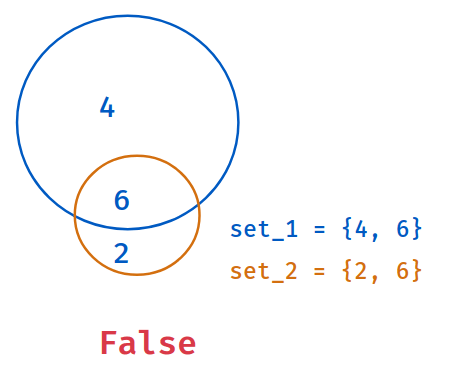 4
6
2
set_1 = {4, 6}
set_2 = {2, 6}
False